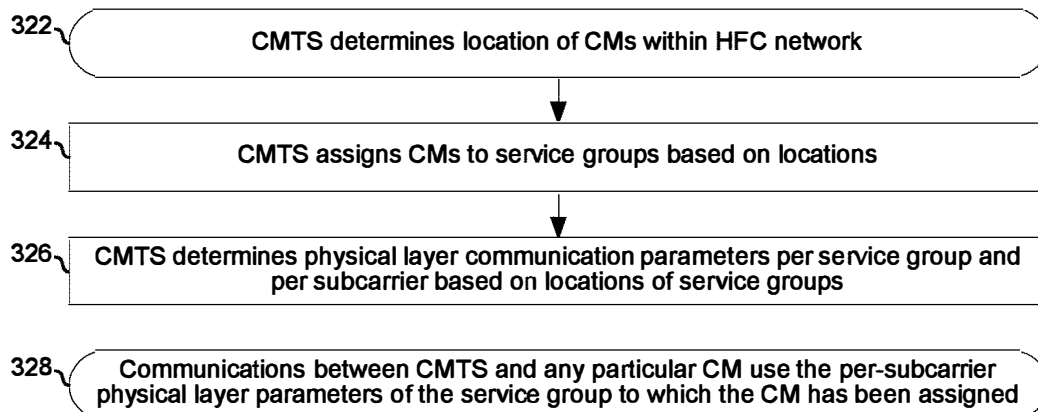 322
CMTS determines location of CMs within HFC network
324
CMTS assigns CMs to service groups based on locations
326
CMTS determines physical layer communication parameters per service group and
per subcarrier based on locations of service groups
328
Communications between CMTS and any particular CM use the per-subcarrier
physical layer parameters of the service group to which the CM has been assigned